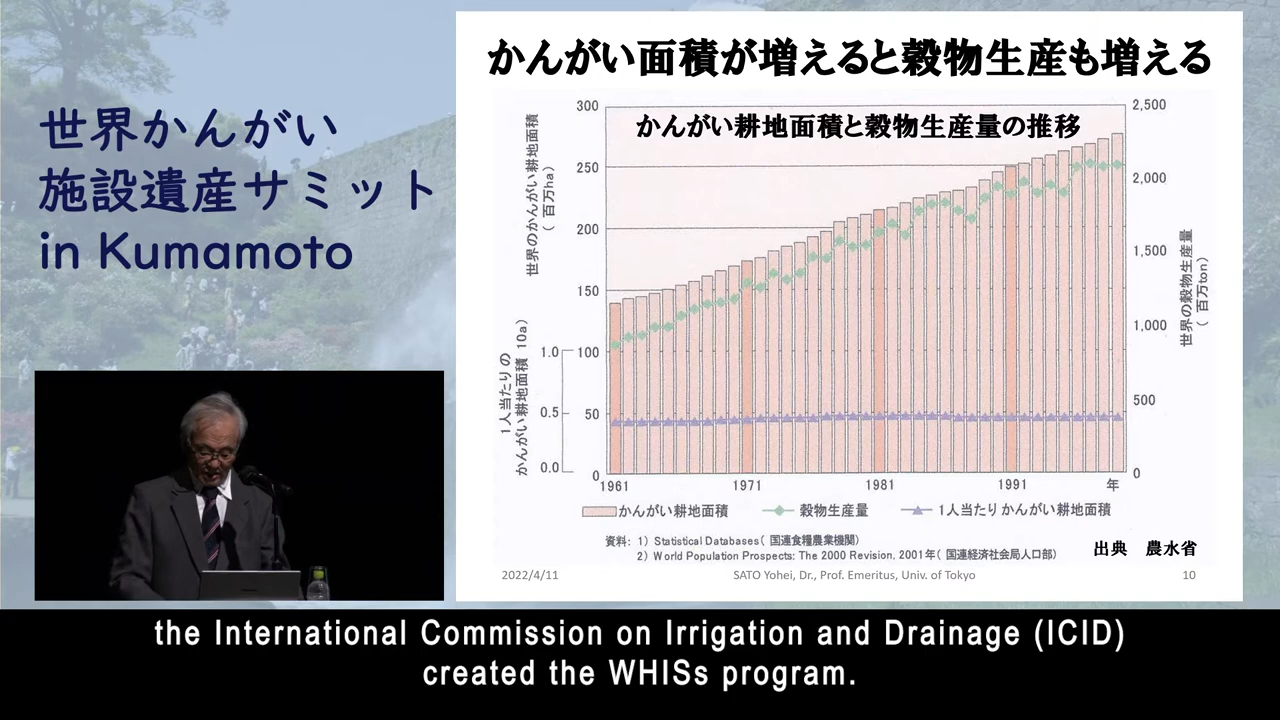 世界かんがい
施設遺産サミット
in Kumamoto
かんがい面積が増えると穀物生産も増える
かんがい耕地面積と穀物生産量の推移
世界のかんがい耕地面積
(百万ha)
300
250
200
150
100
50
0
1人当たりの
かんがい耕地面積 10a)
1.0
0.5
0.0
2,500
2,000
1,500
1,000
500
0
世界の穀物生産量
(百万ton)
1961 1971 1981 1991 年
かんがい耕地面積 穀物生産量 1人当たりかんがい耕地面積
資料: 1) Statistical Databases( 国連食糧農業機関)
2) World Population Prospects: The 2000 Revision, 2001年( 国連経済社会局人口部)
出典 農水省
2022/4/11 SATO Yohei, Dr., Prof. Emeritus, Univ. of Tokyo 10
the International Commission on Irrigation and Drainage (ICID)
created the WHISs program.